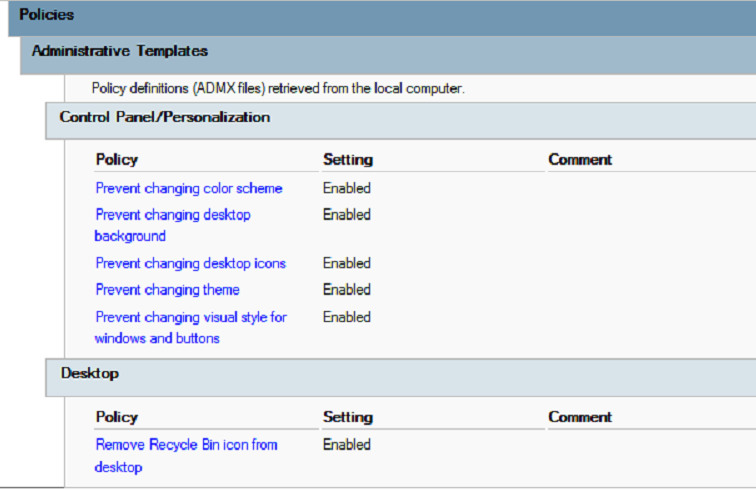 Policies
Administrative Templates
Policy definitions (ADMX files) retrieved from the local computer.
Control Panel/Personalization
Policy Setting Comment
Prevent changing color scheme Enabled
Prevent changing desktop Enabled
background
Prevent changing desktop icons Enabled
Prevent changing theme Enabled
Prevent changing visual style for Enabled
windows and buttons
Desktop
Policy Setting Comment
Remove Recycle Bin icon from Enabled
desktop